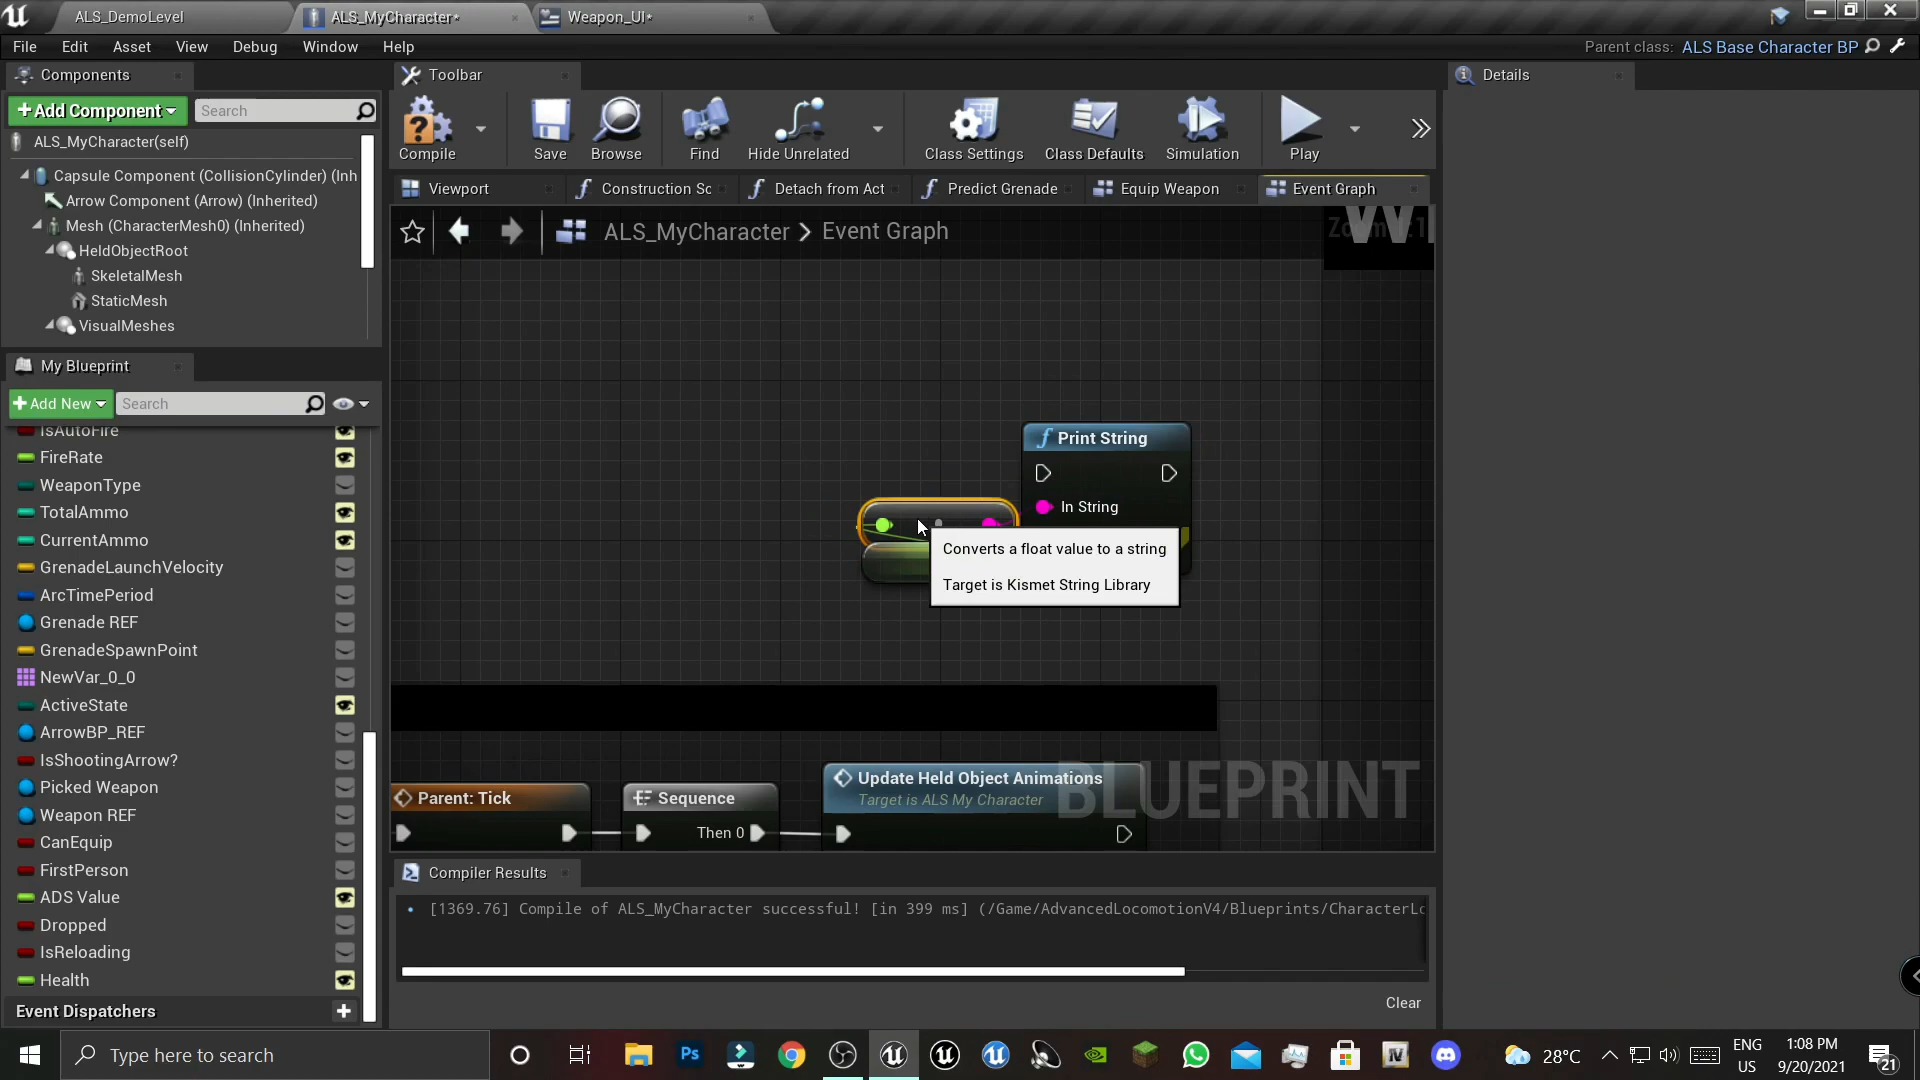 ALS_DemoLevel
ALS_MyCharacter*
Weapon_UI*
File Edit Asset View Debug Window Help
Parent class: ALS Base Character BP
Components
Toolbar
Details
+Add Component
Search
ALS_MyCharacter(self)
Capsule Component (CollisionCylinder) (Inh
Arrow Component (Arrow) (Inherited)
Mesh (CharacterMesh0) (Inherited)
HeldObjectRoot
SkeletalMesh
StaticMesh
VisualMeshes
Compile
Save
Browse
Find
Hide Unrelated
Class Settings
Class Defaults
Simulation
Play
Viewport
Construction Sc
Detach from Act
Predict Grenade
Equip Weapon
Event Graph
ALS_MyCharacter > Event Graph
My Blueprint
+Add New
Search
IsAutoFire
FireRate
WeaponType
TotalAmmo
CurrentAmmo
GrenadeLaunchVelocity
ArcTimePeriod
Grenade REF
GrenadeSpawnPoint
NewVar_0_0
ActiveState
ArrowBP_REF
IsShootingArrow?
Picked Weapon
Weapon REF
CanEquip
FirstPerson
ADS Value
Dropped
IsReloading
Health
Event Dispatchers
Print String
In String
Converts a float value to a string
Target is Kismet String Library
Parent: Tick
Sequence
Then 0
Update Held Object Animations
Target is ALS My Character
BLUEPRINT
Compiler Results
[1369.76] Compile of ALS_MyCharacter successful! [in 399 ms] (/Game/AdvancedLocomotionV4/Blueprints/CharacterLo
Clear
Type here to search
28°C
ENG
US
1:08 PM
9/20/2021
21